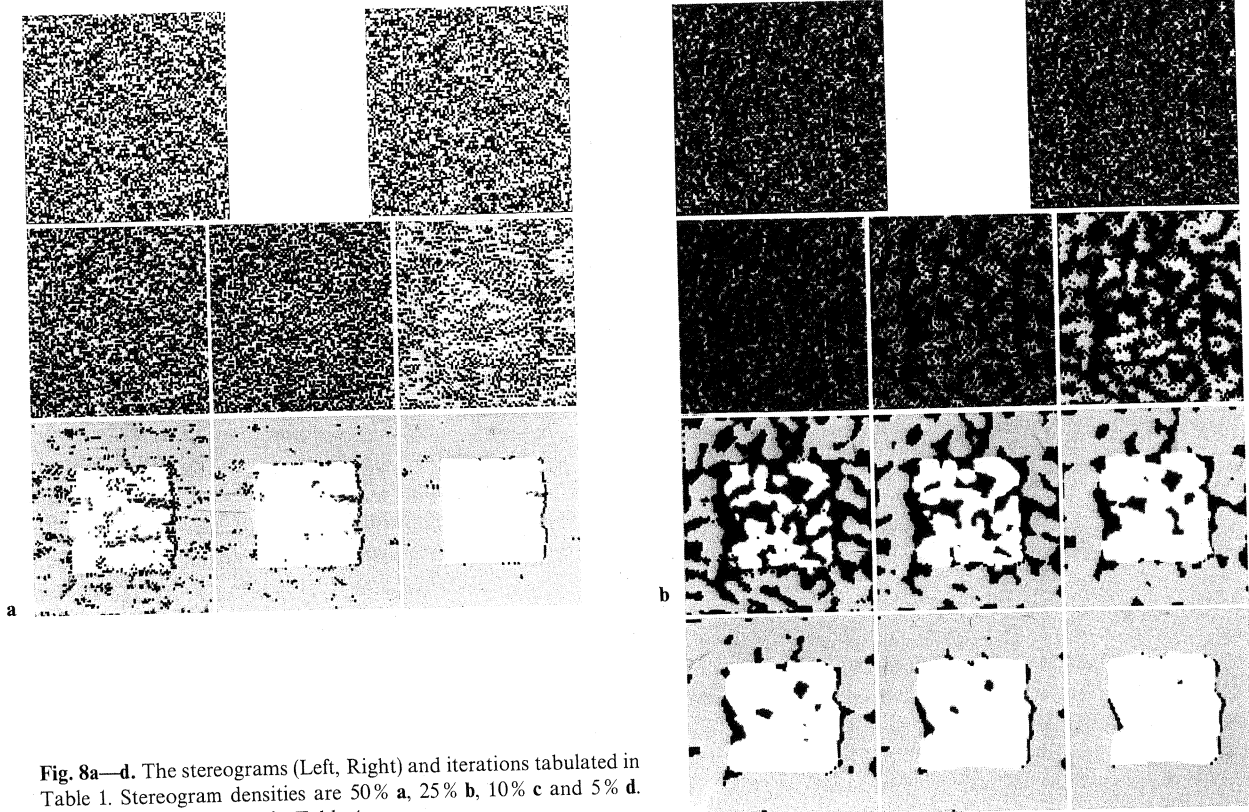 a
b
Fig. 8a—d. The stereograms (Left, Right) and iterations tabulated in
Table 1. Stereogram densities are 50% a, 25% b, 10% c and 5% d.